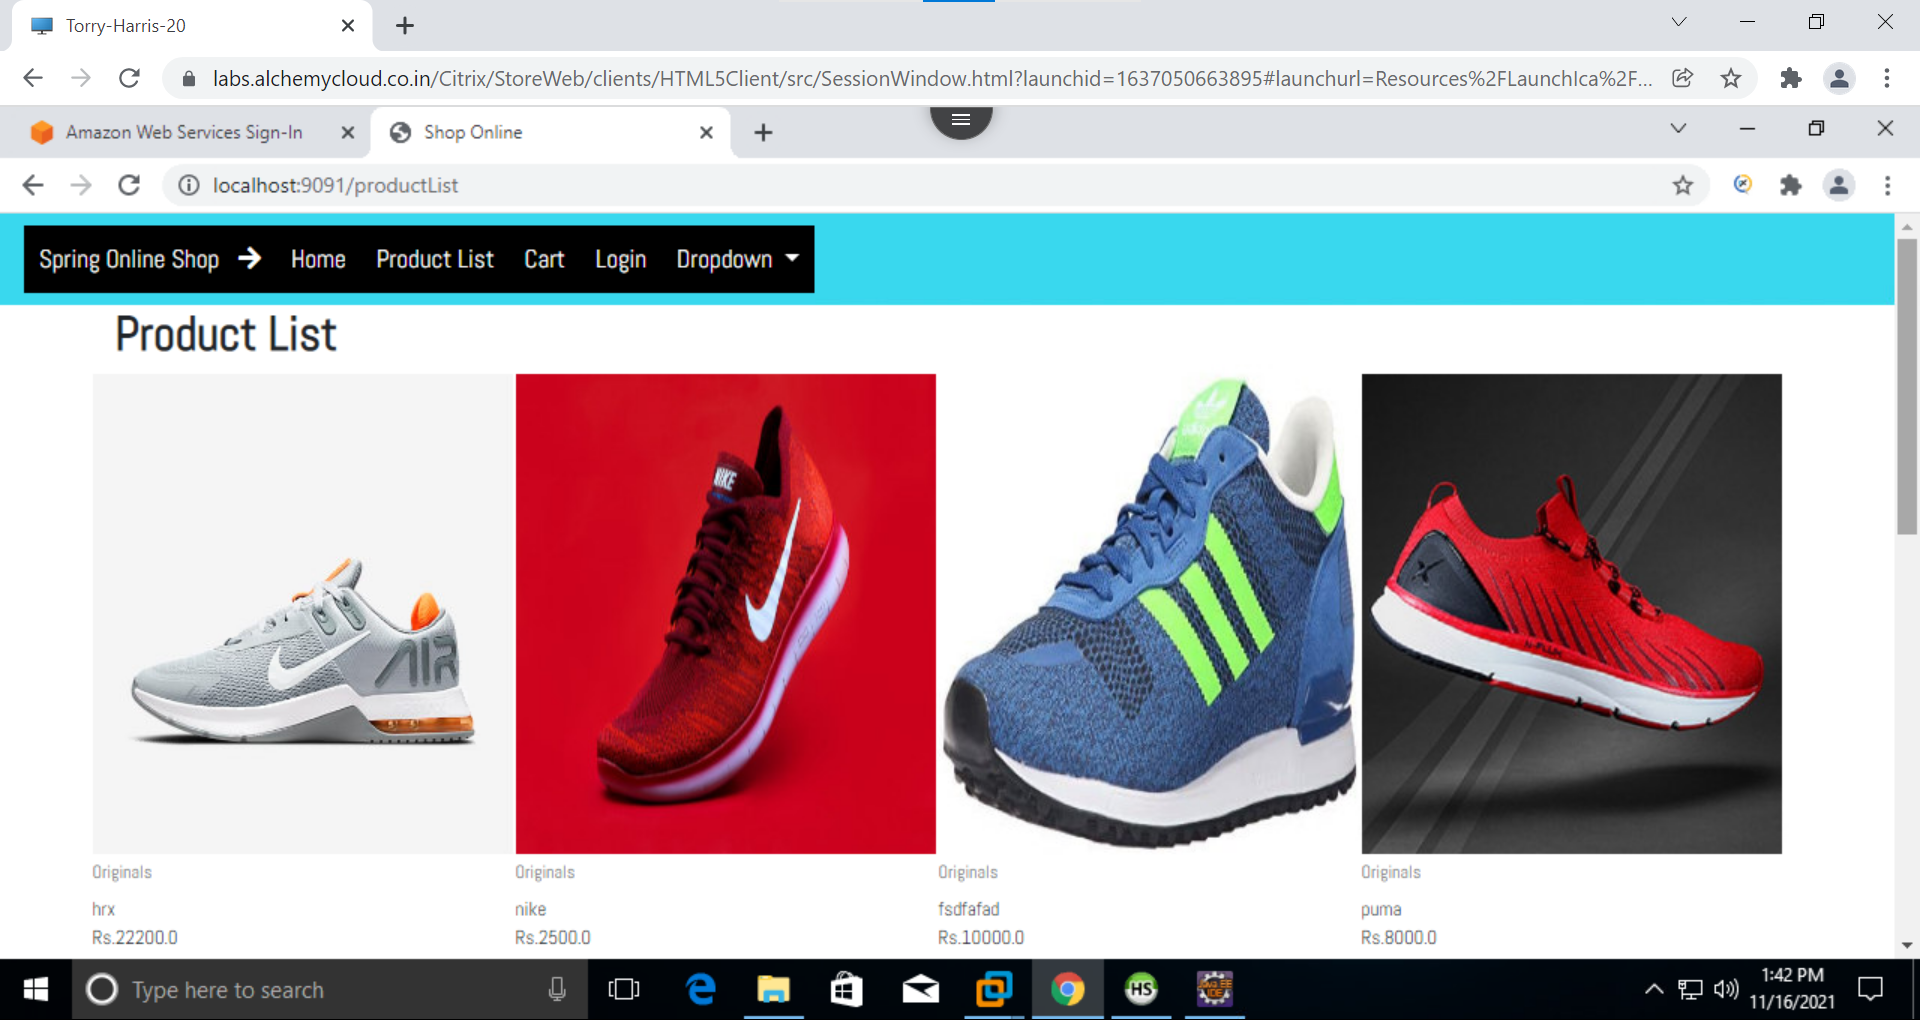 Torry-Harris-20
labs.alchemycloud.co.in/Citrix/StoreWeb/clients/HTML5Client/src/SessionWindow.html?launchid=1637050663895#launchurl=Resources%2FLaunchIca%2F...
Amazon Web Services Sign-In
Shop Online
localhost:9091/productList
Spring Online Shop Home Product List Cart Login Dropdown
Product List
NIKE
AIR
Originals Originals Originals Originals
hrx nike fsdfafad puma
Rs.22200.0 Rs.2500.0 Rs.10000.0 Rs.8000.0
Type here to search
HS
1:42 PM
11/16/2021